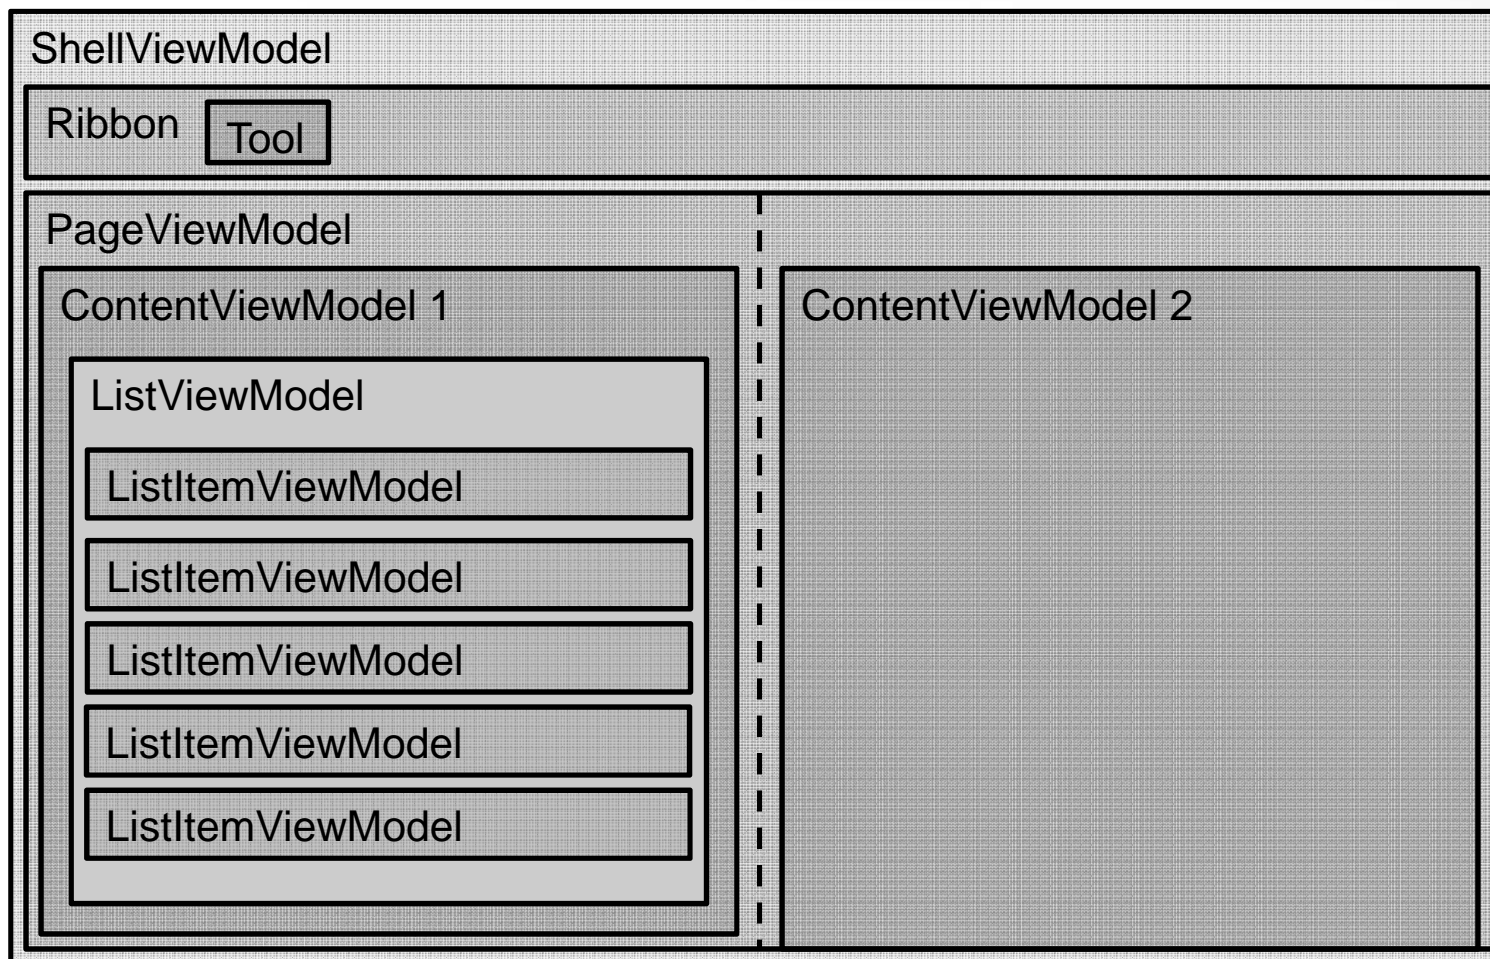 ShellViewModel
Ribbon
Tool
PageViewModel
ContentViewModel 1
ContentViewModel 2
ListViewModel
ListItemViewModel
ListItemViewModel
ListItemViewModel
ListItemViewModel
ListItemViewModel